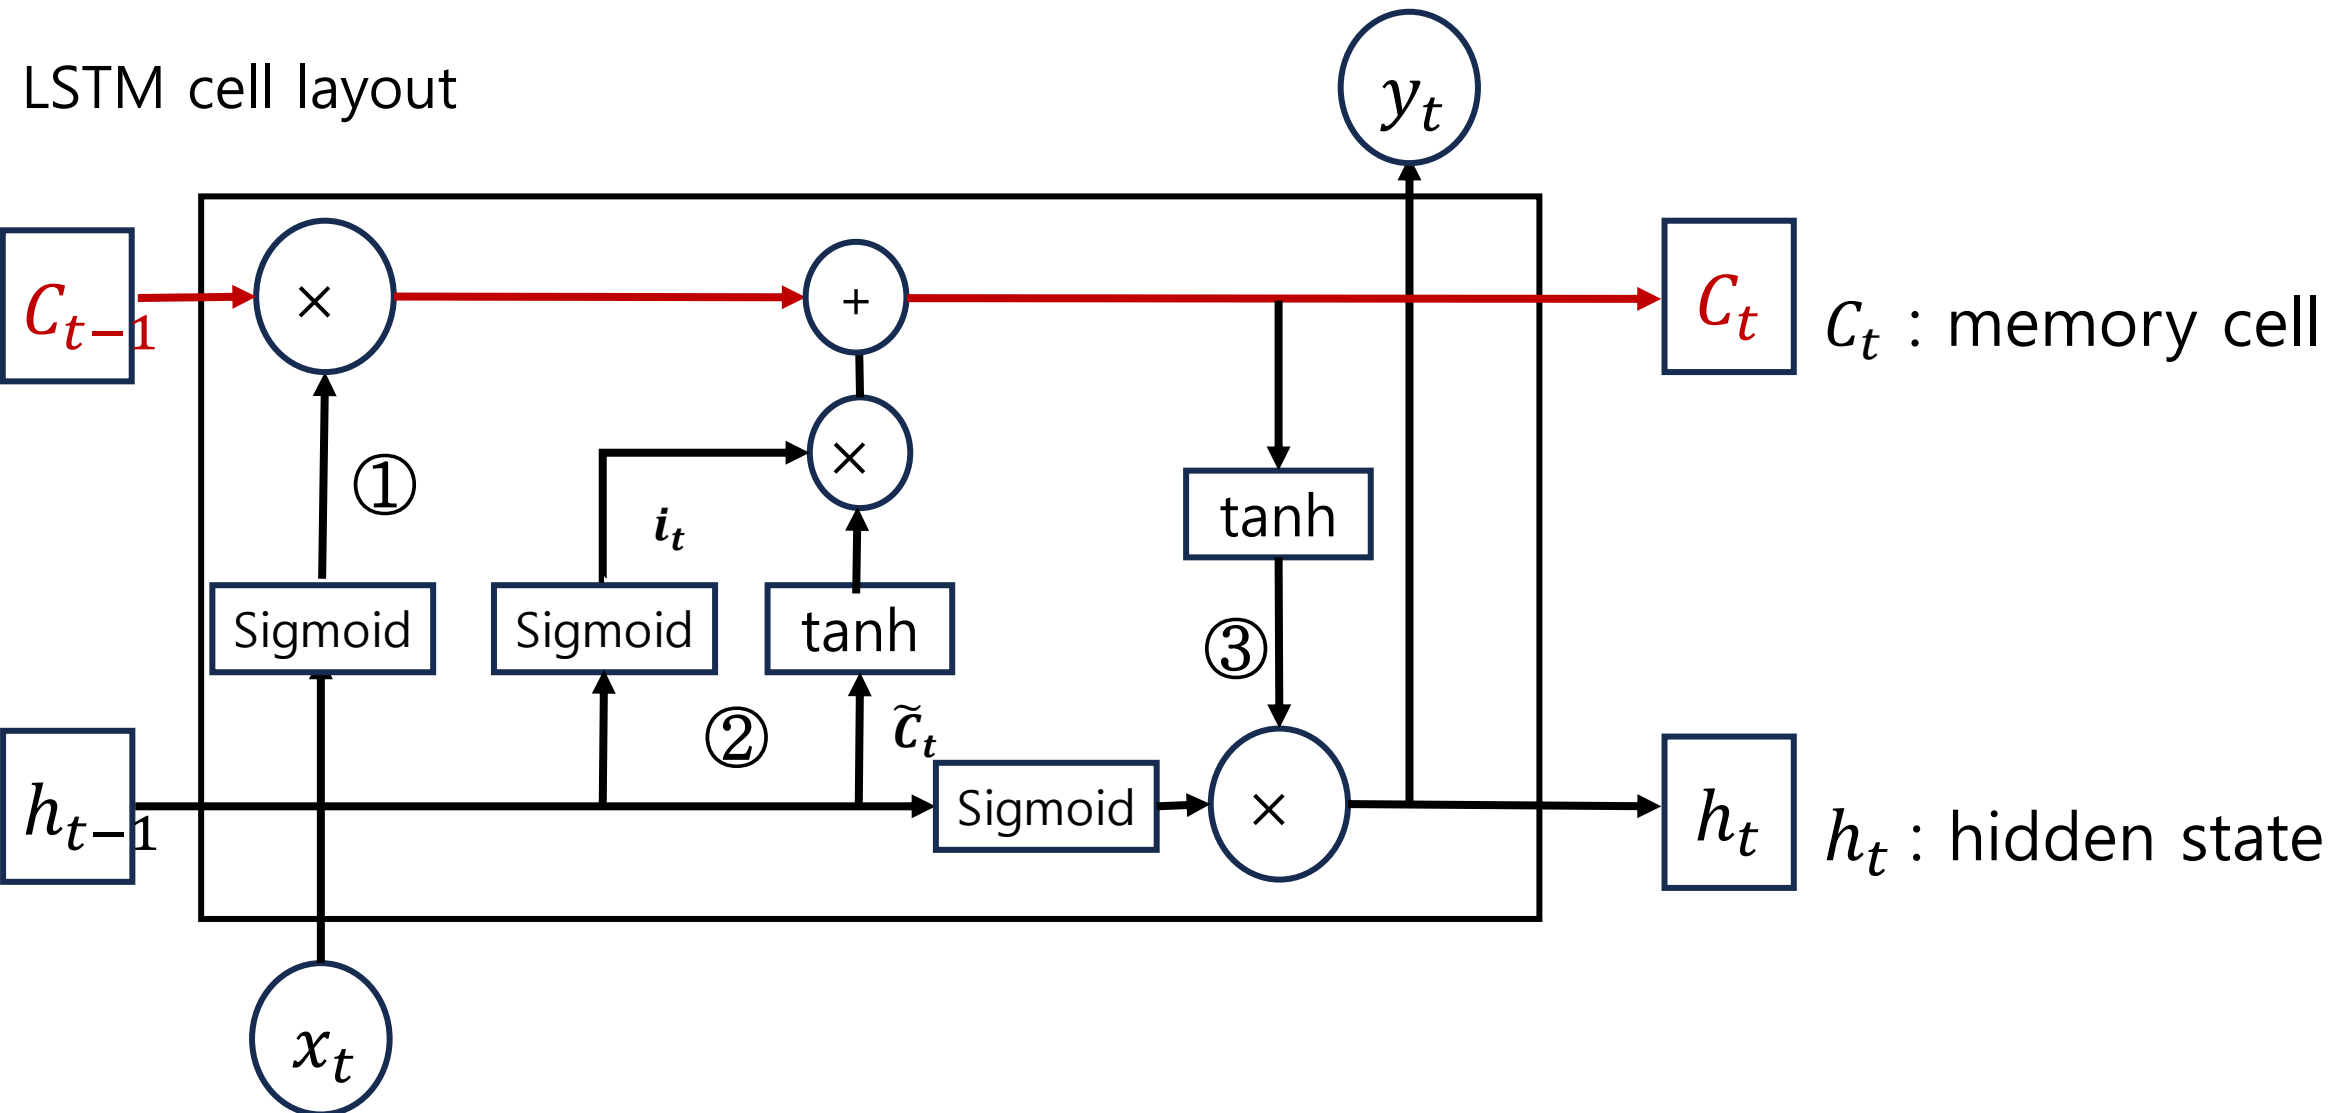 LSTM cell layout
y_t
C_{t-1}
×
+
C_t
C_t : memory cell
①
×
i_t
tanh
Sigmoid
Sigmoid
tanh
③
②
C̃_t
h_{t-1}
Sigmoid
×
h_t
h_t : hidden state
x_t